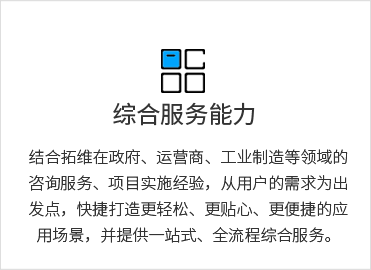 综合服务能力
结合拓维在政府、运营商、工业制造等领域的
咨询服务、项目实施经验，从用户的需求为出
发点，快捷打造更轻松、更贴心、更便捷的应
用场景，并提供一站式、全流程综合服务。